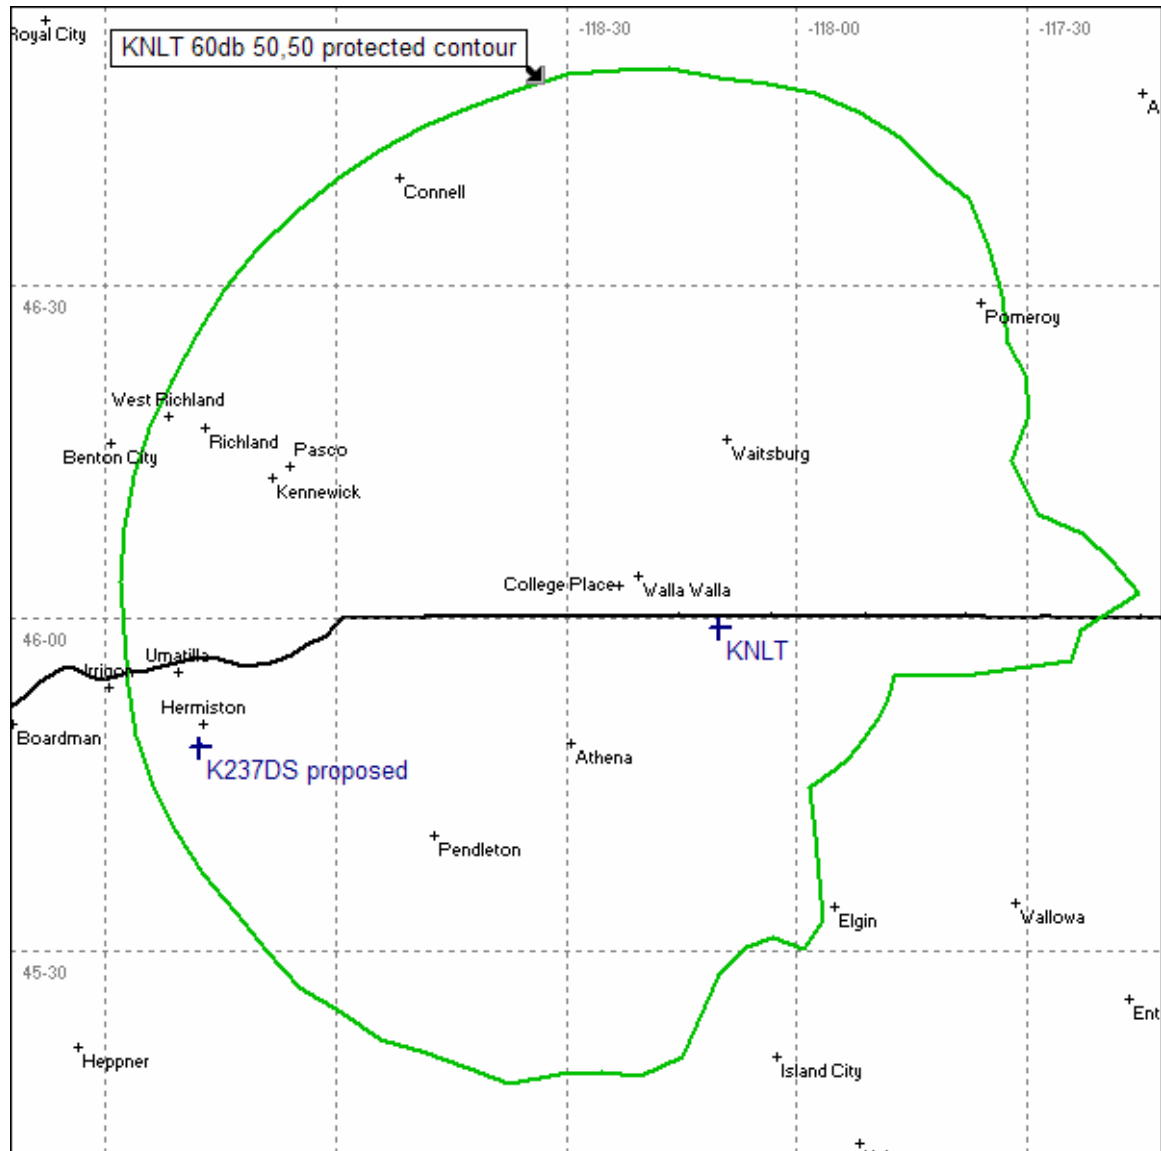 Royal City
KNLT 60db 50,50 protected contour
-118-30
-118-00
-117-30
A
Connell
46-30
Pomeroy
West Richland
Richland
Pasco
Benton City
Kennewick
Waitsburg
College Place
Walla Walla
46-00
KNLT
Umatilla
Irrigon
Hermiston
Boardman
K237DS proposed
Athena
Pendleton
Elgin
Wallowa
45-30
Ent
Heppner
Island City